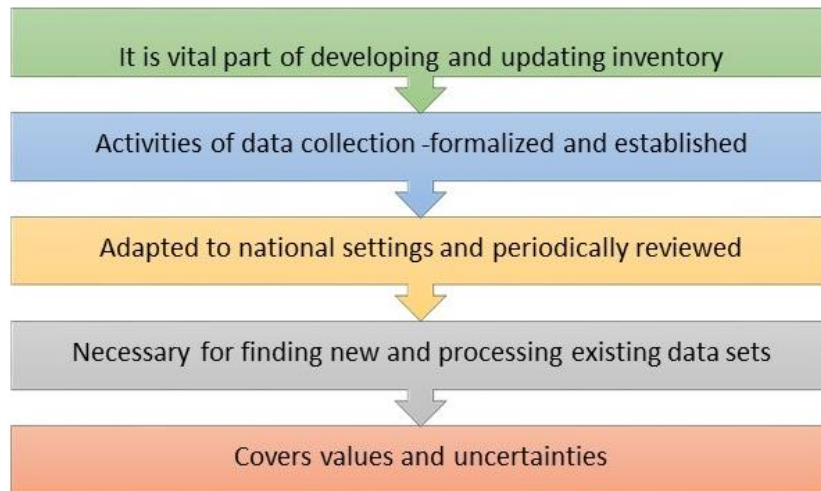 It is vital part of developing and updating inventory
Activities of data collection -formalized and established
Adapted to national settings and periodically reviewed
Necessary for finding new and processing existing data sets
Covers values and uncertainties